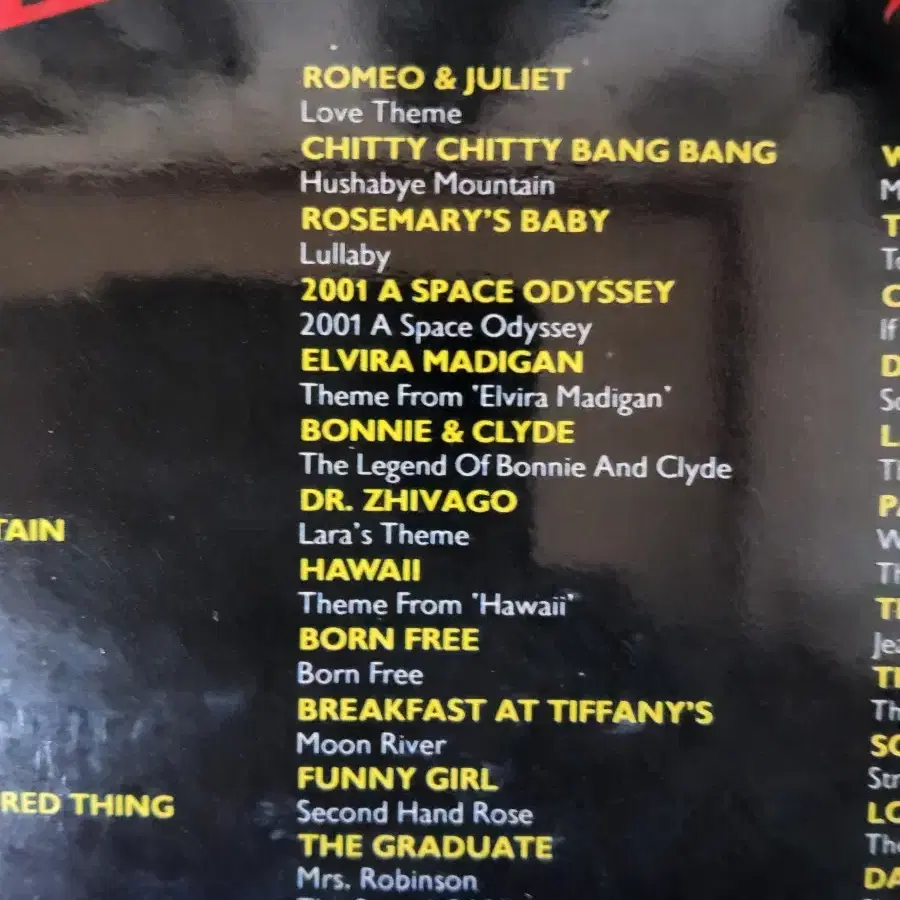 TAIN
RED THING
ROMEO & JULIET
Love Theme
CHITTY CHITTY BANG BANG
Hushabye Mountain
ROSEMARY'S BABY
Lullaby
2001 A SPACE ODYSSEY
2001 A Space Odyssey
ELVIRA MADIGAN
Theme From 'Elvira Madigan'
BONNIE & CLYDE
The Legend Of Bonnie And Clyde
DR. ZHIVAGO
Lara's Theme
HAWAII
Theme From 'Hawaii'
BORN FREE
Born Free
BREAKFAST AT TIFFANY'S
Moon River
FUNNY GIRL
Second Hand Rose
THE GRADUATE
Mrs. Robinson